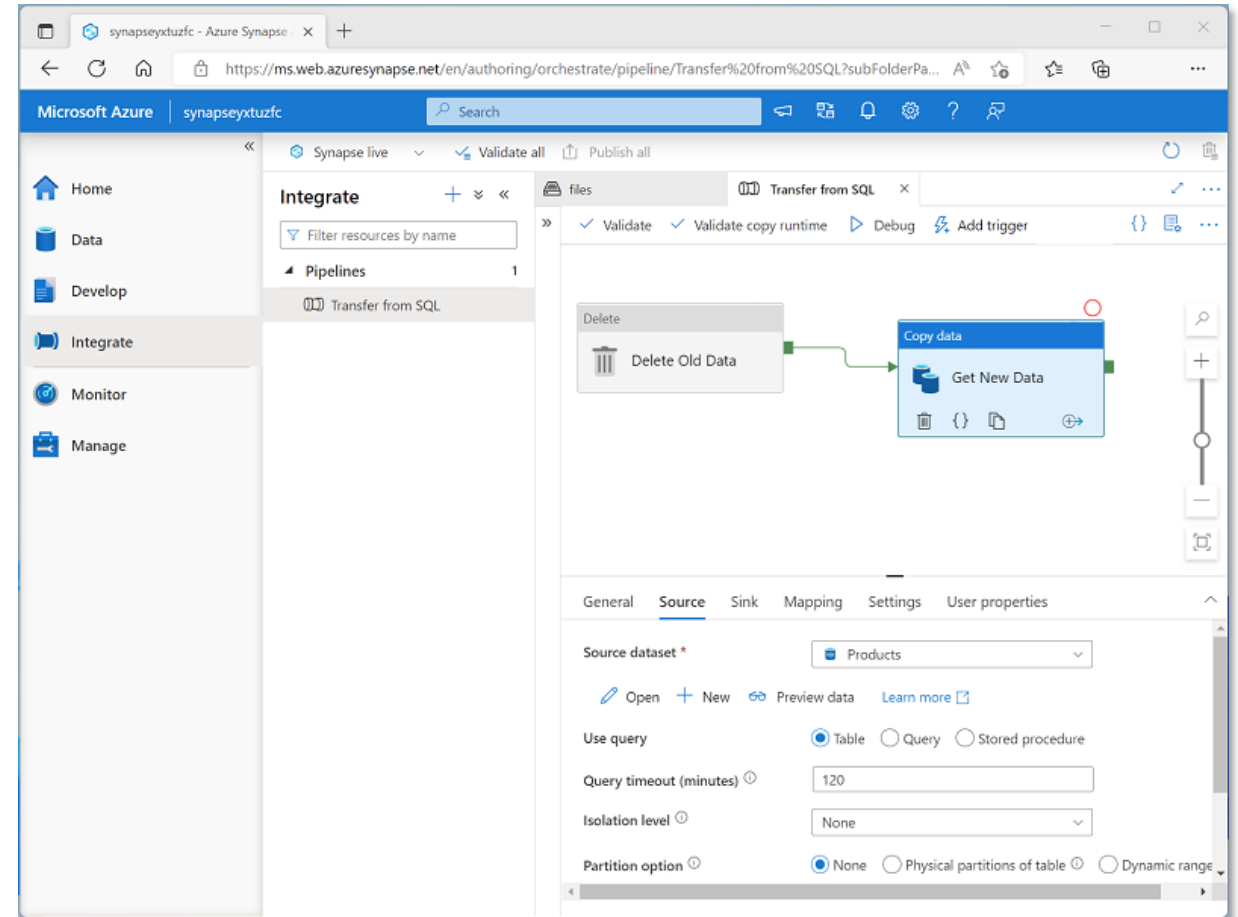 synapseyxtuzfc - Azure Synapse
https://ms.web.azuresynapse.net/en/authoring/orchestrate/pipeline/Transfer%20from%20SQL?subFolderPa...
Microsoft Azure synapseyxtuzfc Search
Synapse live Validate all Publish all
Home
Data
Develop
Integrate
Monitor
Manage
Integrate
Filter resources by name
Pipelines 1
Transfer from SQL
files Transfer from SQL
Validate Validate copy runtime Debug Add trigger
Delete
Delete Old Data
Copy data
Get New Data
General Source Sink Mapping Settings User properties
Source dataset * Products
Open New Preview data Learn more
Use query Table Query Stored procedure
Query timeout (minutes) 120
Isolation level None
Partition option None Physical partitions of table Dynamic range